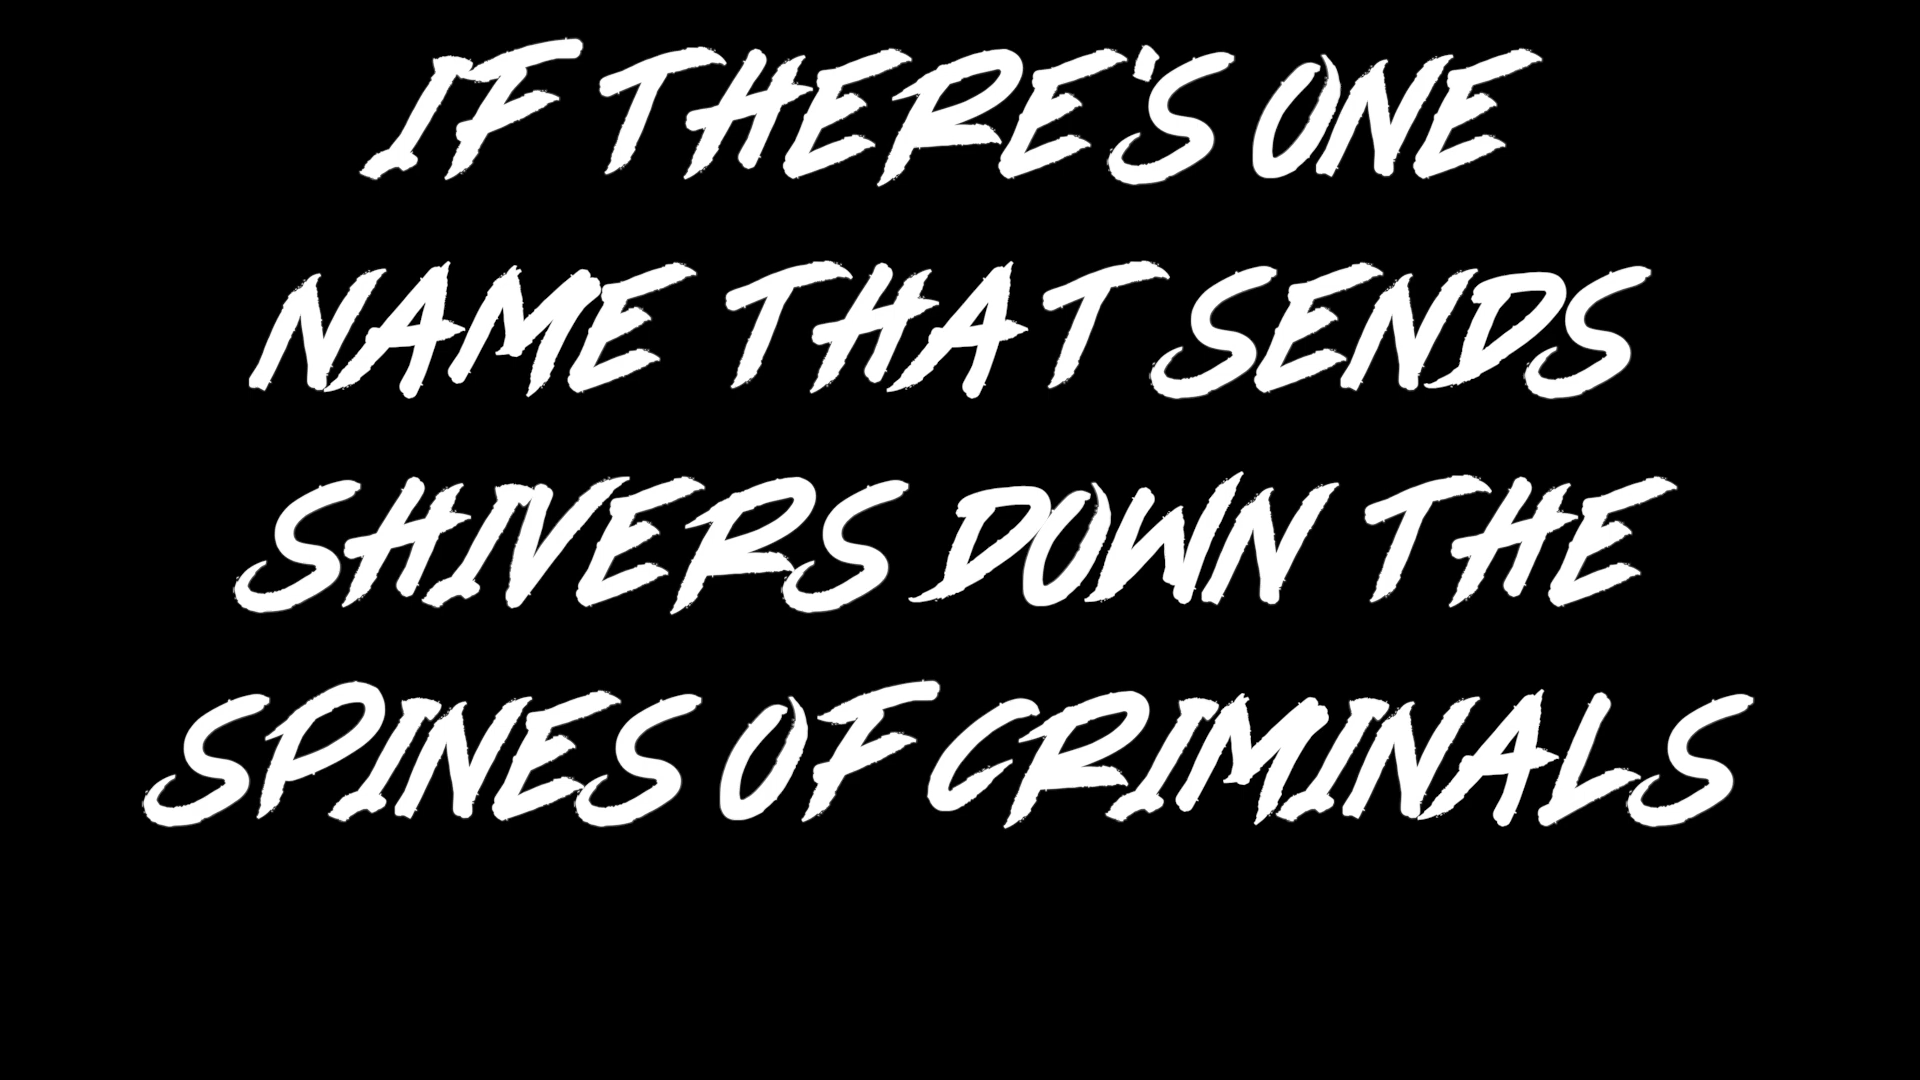 IF THERE'S ONE
NAME THAT SENDS
SHIVERS DOWN THE
SPINES OF CRIMINALS